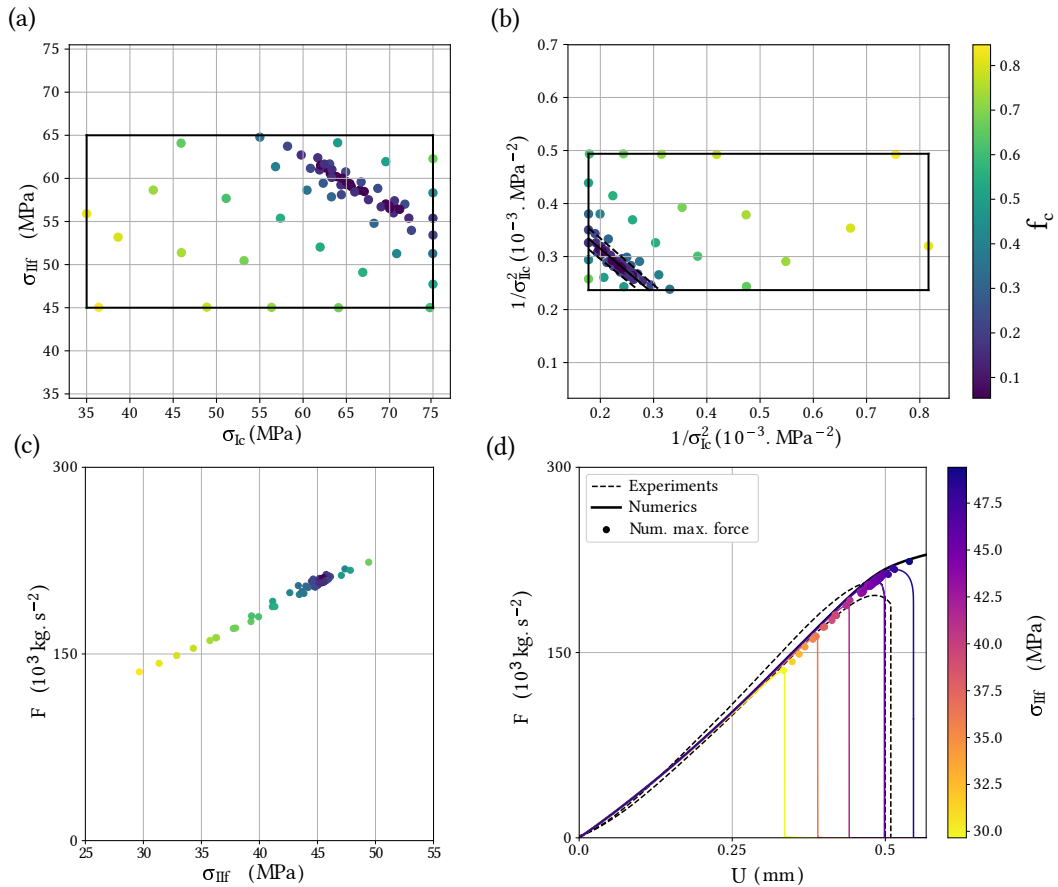 (a)
75
70
65
60
55
50
45
40
35
σIIf (MPa)
35 40 45 50 55 60 65 70 75
σIc (MPa)
(b)
0.7
0.6
0.5
0.4
0.3
0.2
0.1
1/σ²IIc (10⁻³. MPa⁻²)
0.2 0.3 0.4 0.5 0.6 0.7 0.8
1/σ²Ic (10⁻³. MPa⁻²)
0.8
0.7
0.6
0.5
0.4
0.3
0.2
0.1
fc
(c)
300
150
0
F (10³ kg. s⁻²)
25 30 35 40 45 50 55
σIIf (MPa)
(d)
300
150
0
F (10³ kg. s⁻²)
Experiments
Numerics
Num. max. force
0.0 0.25 0.5
U (mm)
47.5
45.0
42.5
40.0
37.5
35.0
32.5
30.0
σIIf (MPa)